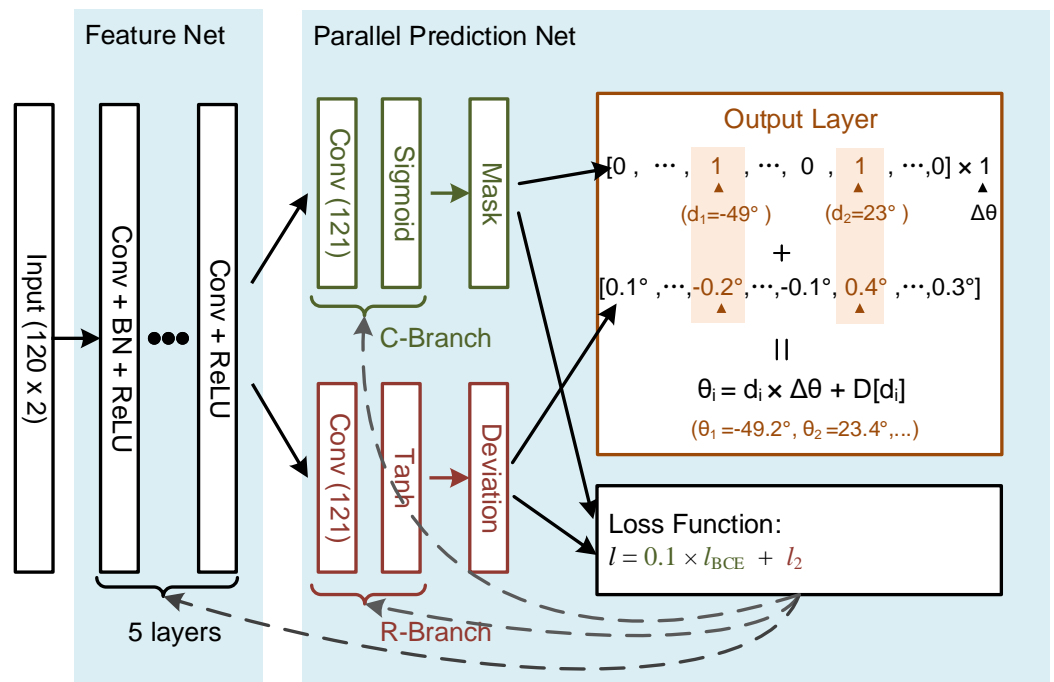 Feature Net
Parallel Prediction Net
Input (120 x 2)
Conv + BN + ReLU
•••
Conv + ReLU
5 layers
Conv (121)
Sigmoid
Mask
C-Branch
Conv (121)
Tanh
Deviation
R-Branch
Output Layer
[0 , ···, 1 , ···, 0 , 1 , ···,0] × 1
(d₁=-49° ) (d₂=23° ) Δθ
+
[0.1° ,···,-0.2°,···,-0.1°, 0.4° ,···,0.3°]
=
θᵢ = dᵢ × Δθ + D[dᵢ]
(θ₁ =-49.2°, θ₂ =23.4°,...)
Loss Function:
l = 0.1 × l_BCE + l₂